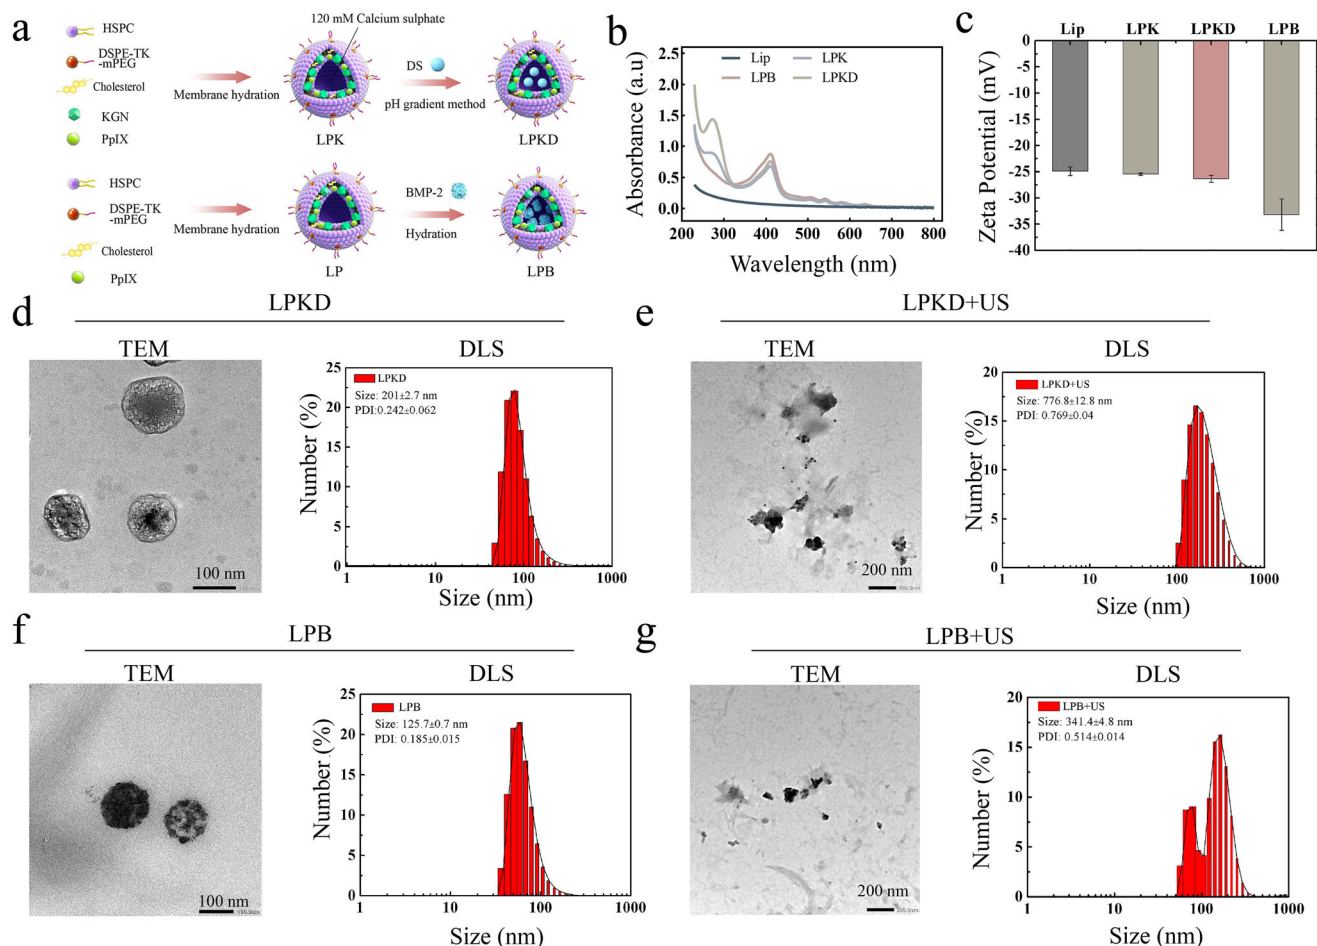 a
HSPC
DSPE-TK
-mPEG
Cholesterol
KGN
PpIX
Membrane hydration
120 mM Calcium sulphate
LPK
DS
pH gradient method
LPKD
HSPC
DSPE-TK
-mPEG
Cholesterol
PpIX
Membrane hydration
LP
BMP-2
Hydration
LPB
b
Absorbance (a.u)
2.5
2.0
1.5
1.0
0.5
0.0
Lip
LPK
LPB
LPKD
200 300 400 500 600 700 800
Wavelength (nm)
c
Lip LPK LPKD LPB
Zeta Potential (mV)
0
-5
-10
-15
-20
-25
-30
-35
-40
d
LPKD
TEM
100 nm
DLS
Number (%)
25
20
15
10
5
0
LPKD
Size: 201±2.7 nm
PDI:0.242±0.062
1 10 100 1000
Size (nm)
e
LPKD+US
TEM
200 nm
DLS
Number (%)
20
15
10
5
0
LPKD+US
Size: 776.8±12.8 nm
PDI: 0.769±0.04
1 10 100 1000
Size (nm)
f
LPB
TEM
100 nm
DLS
Number (%)
25
20
15
10
5
0
LPB
Size: 125.7±0.7 nm
PDI: 0.185±0.015
1 10 100 1000
Size (nm)
g
LPB+US
TEM
200 nm
DLS
Number (%)
20
15
10
5
0
LPB+US
Size: 341.4±4.8 nm
PDI: 0.514±0.014
1 10 100 1000
Size (nm)